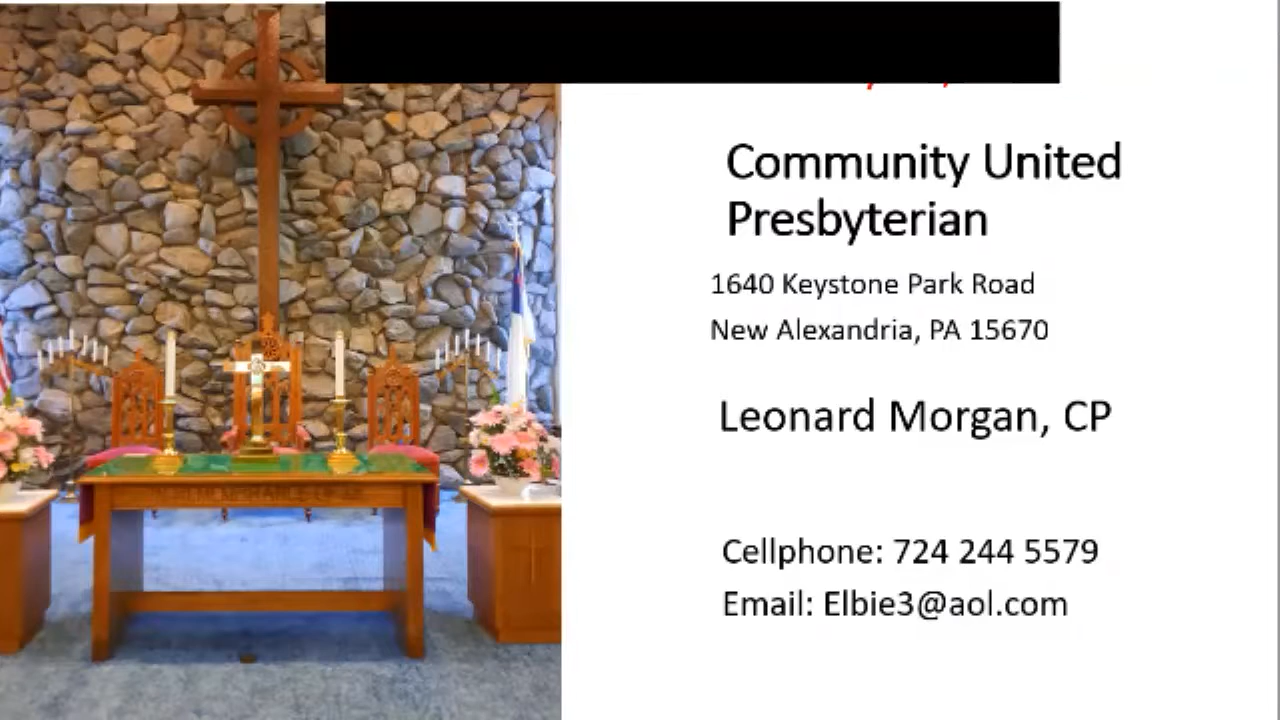 Community United
Presbyterian
1640 Keystone Park Road
New Alexandria, PA 15670
Leonard Morgan, CP
Cellphone: 724 244 5579
Email: Elbie3@aol.com